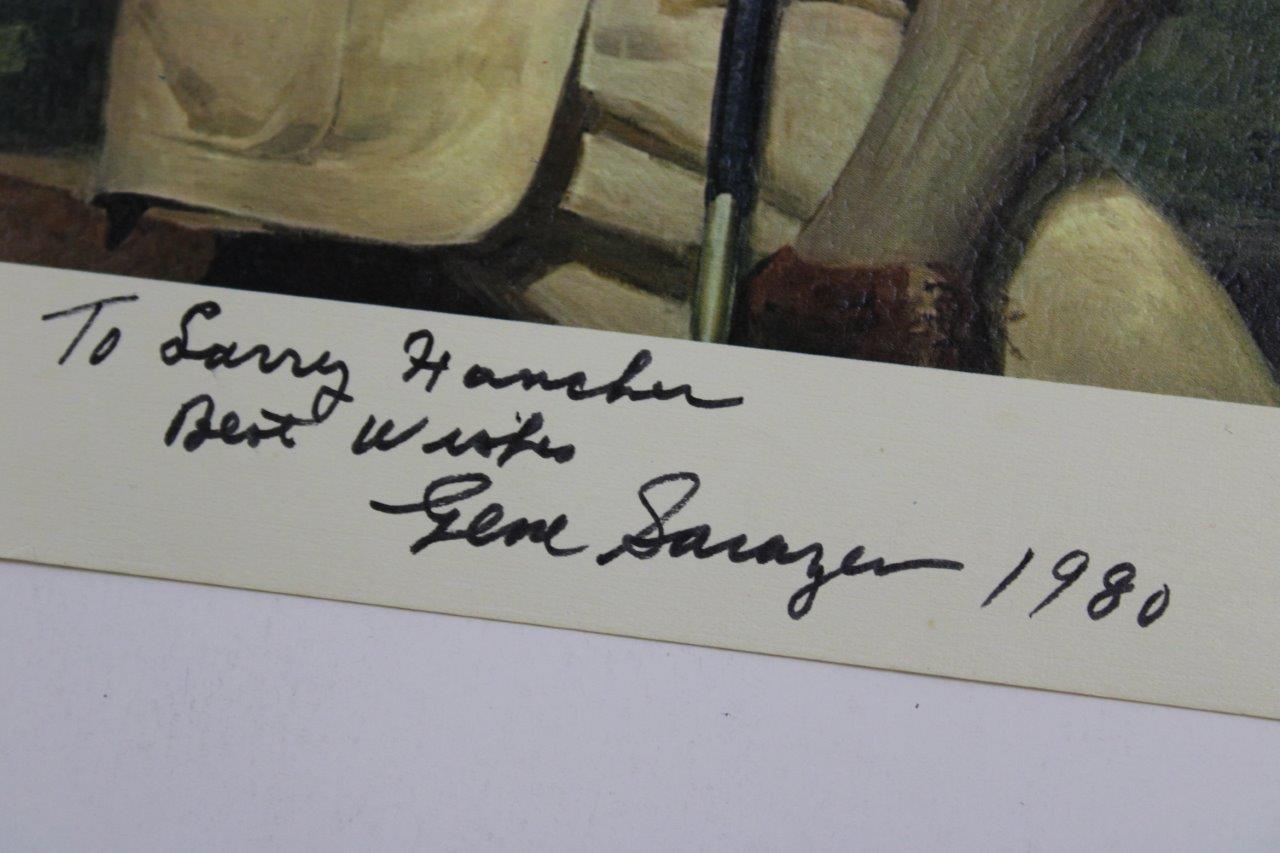 To Larry Hancher
Best Wishes
Gene Sarazen 1980